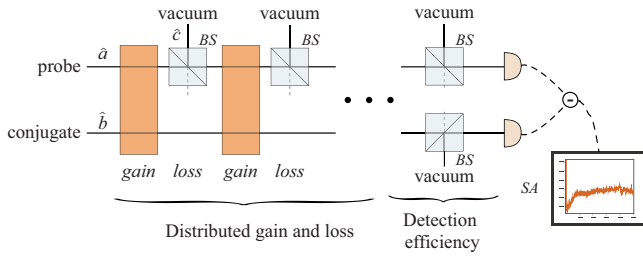 vacuum vacuum vacuum
ĉ BS BS BS
probe â
conjugate b̂
gain loss gain loss
BS
vacuum
SA
Distributed gain and loss
Detection
efficiency